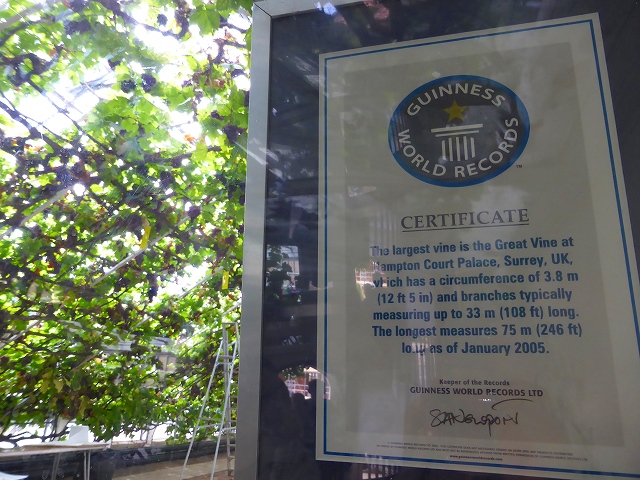 GUINNESS
WORLD RECORDS
TM
CERTIFICATE
The largest vine is the Great Vine at
Hampton Court Palace, Surrey, UK,
which has a circumference of 3.8 m
(12 ft 5 in) and branches typically
measuring up to 33 m (108 ft) long.
The longest measures 75 m (246 ft)
long as of January 2005.
Keeper of the Records
GUINNESS WORLD RECORDS LTD